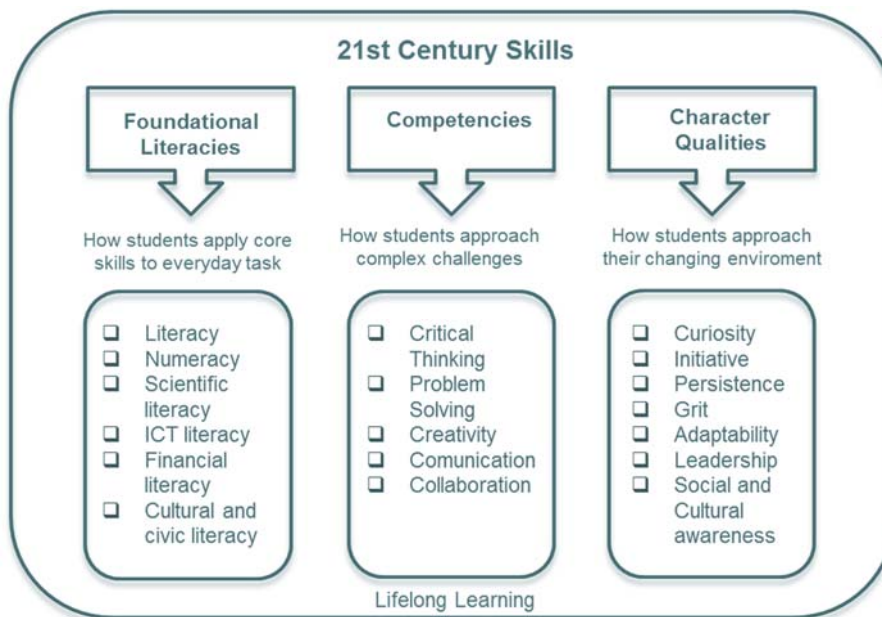 21st Century Skills
Foundational
Literacies
How students apply core
skills to everyday task
Literacy
Numeracy
Scientific
literacy
ICT literacy
Financial
literacy
Cultural and
civic literacy
Competencies
How students approach
complex challenges
Critical
Thinking
Problem
Solving
Creativity
Comunication
Collaboration
Character
Qualities
How students approach
their changing enviroment
Curiosity
Initiative
Persistence
Grit
Adaptability
Leadership
Social and
Cultural
awareness
Lifelong Learning